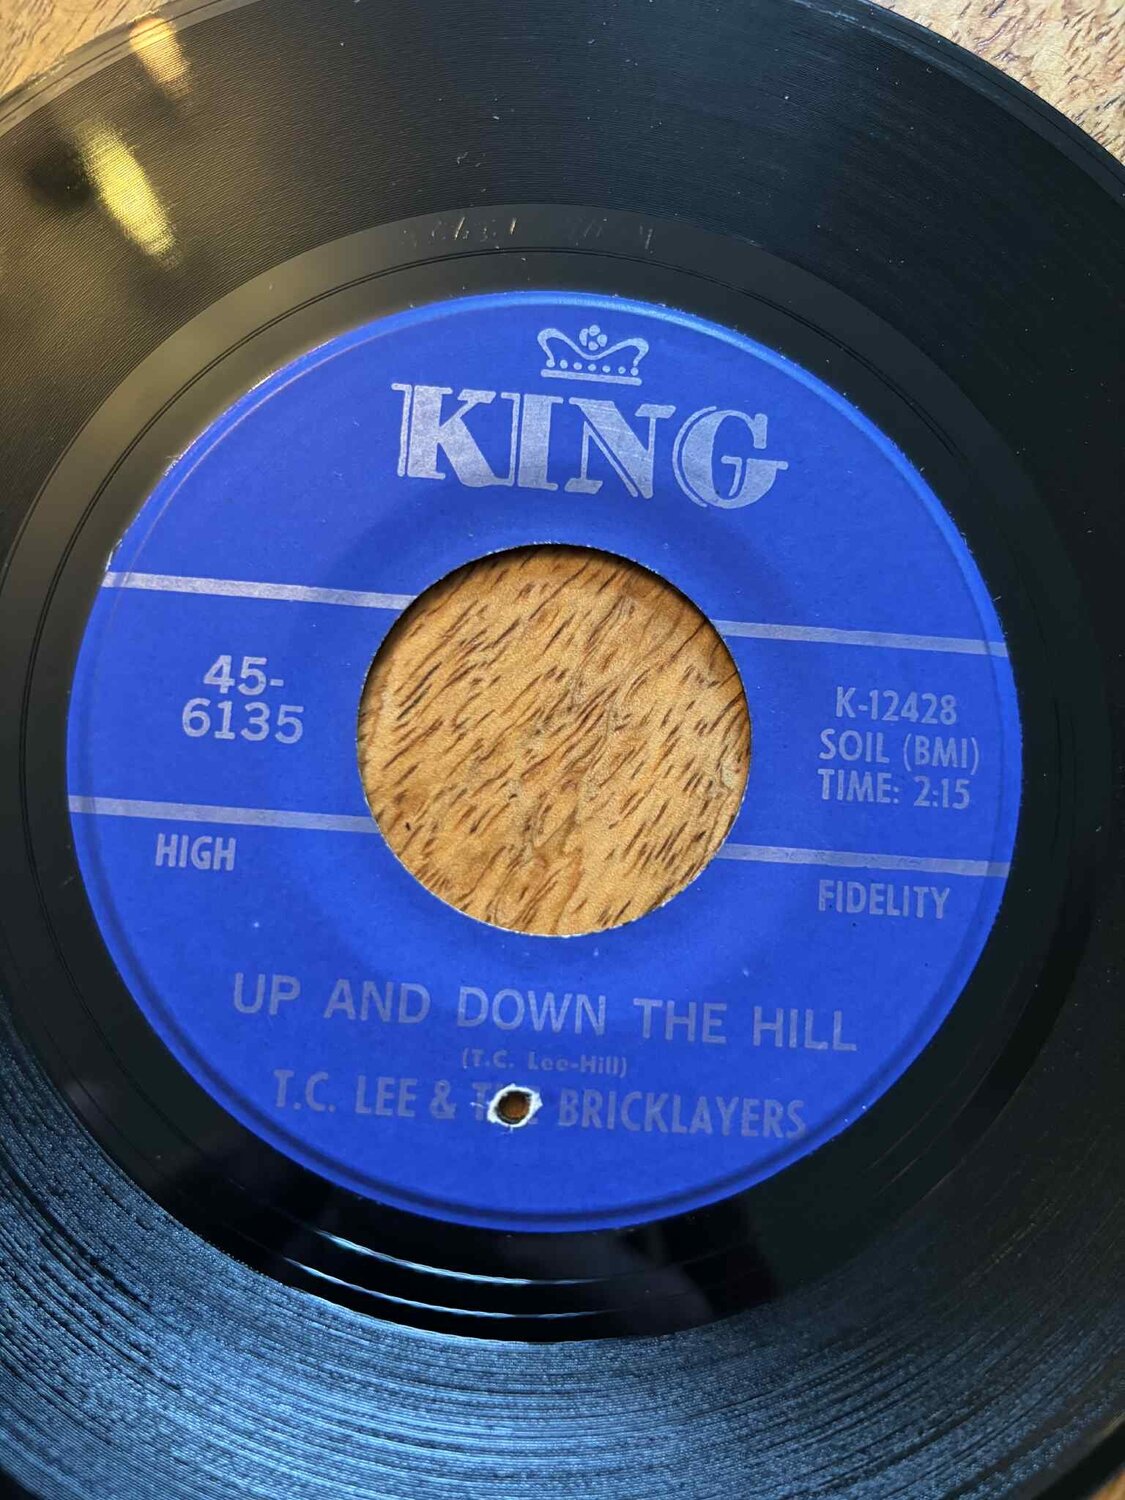 KING
45-
6135
K-12428
SOIL (BMI)
TIME: 2:15
HIGH
FIDELITY
UP AND DOWN THE HILL
(T.C. Lee-Hill)
T.C. LEE & THE BRICKLAYERS